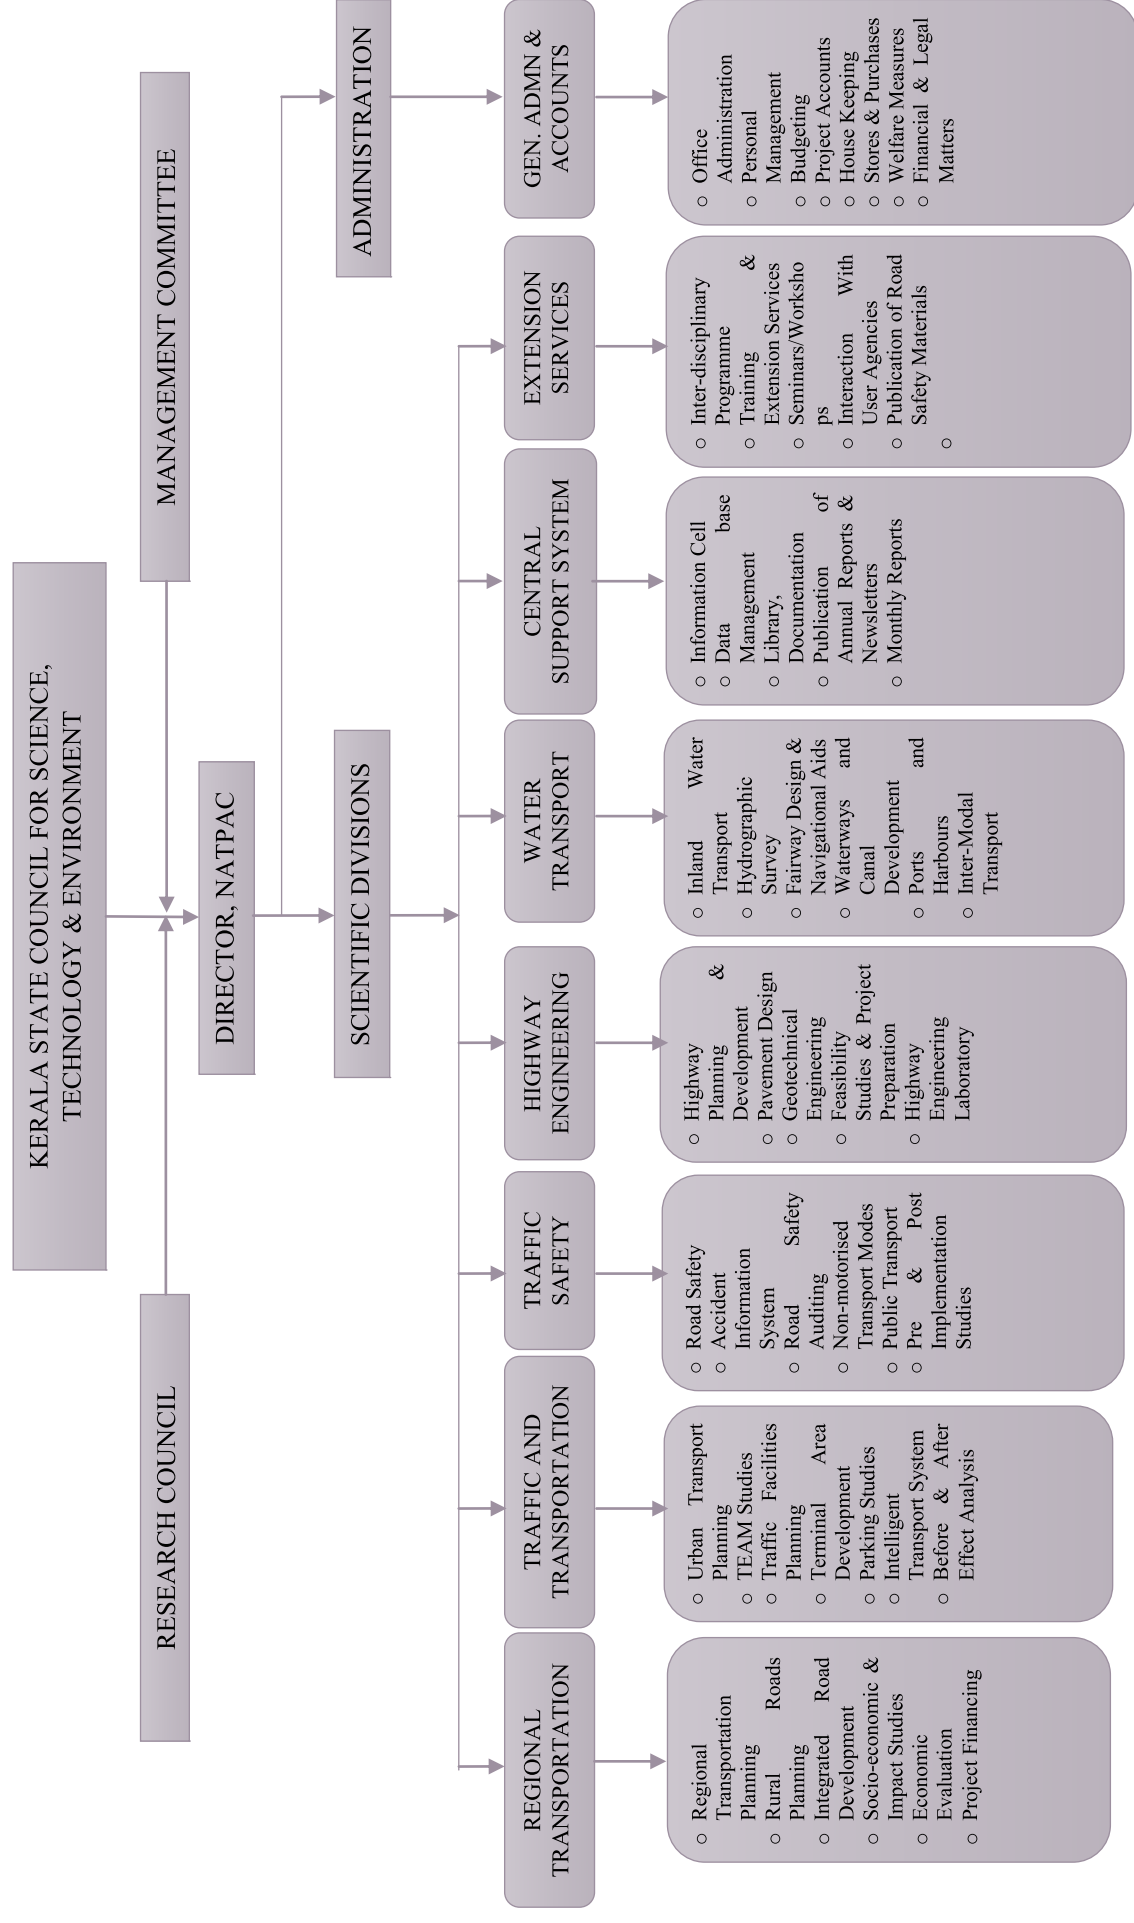 KERALA STATE COUNCIL FOR SCIENCE,
TECHNOLOGY & ENVIRONMENT
RESEARCH COUNCIL
MANAGEMENT COMMITTEE
DIRECTOR, NATPAC
SCIENTIFIC DIVISIONS
ADMINISTRATION
REGIONAL
TRANSPORTATION
TRAFFIC AND
TRANSPORTATION
TRAFFIC
SAFETY
HIGHWAY
ENGINEERING
WATER
TRANSPORT
CENTRAL
SUPPORT SYSTEM
EXTENSION
SERVICES
GEN. ADMN &
ACCOUNTS
○ Regional
Transportation
Planning
○ Rural Roads
Planning
○ Integrated Road
Development
○ Socio-economic &
Impact Studies
○ Economic
Evaluation
○ Project Financing
○ Urban Transport
Planning
○ TEAM Studies
○ Traffic Facilities
Planning
○ Terminal Area
Development
○ Parking Studies
○ Intelligent
Transport System
○ Before & After
Effect Analysis
○ Road Safety
○ Accident
Information
System
○ Road Safety
Auditing
○ Non-motorised
Transport Modes
○ Public Transport
○ Pre & Post
Implementation
Studies
○ Highway
Planning &
Development
○ Pavement Design
○ Geotechnical
Engineering
○ Feasibility
Studies & Project
Preparation
○ Highway
Engineering
Laboratory
○ Inland Water
Transport
○ Hydrographic
Survey
○ Fairway Design &
Navigational Aids
○ Waterways and
Canal
Development
○ Ports and
Harbours
○ Inter-Modal
Transport
○ Information Cell
○ Data base
Management
○ Library,
Documentation
○ Publication of
Annual Reports &
Newsletters
○ Monthly Reports
○ Inter-disciplinary
Programme
○ Training &
Extension Services
○ Seminars/Worksho
ps
○ Interaction With
User Agencies
○ Publication of Road
Safety Materials
○
○ Office
Administration
○ Personal
Management
○ Budgeting
○ Project Accounts
○ House Keeping
○ Stores & Purchases
○ Welfare Measures
○ Financial & Legal
Matters